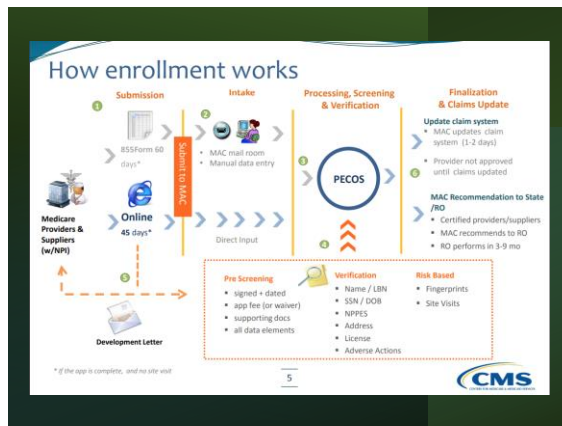 How enrollment works
Submission
Intake
Processing, Screening
& Verification
Finalization
& Claims Update
1
855Form 60
days*
Online
45 days*
Medicare
Providers &
Suppliers
(w/NPI)
Submit to MAC
2
MAC mail room
Manual data entry
Direct Input
3
PECOS
4
Update claim system
MAC updates claim
system (1-2 days)
Provider not approved
until claims updated
6
MAC Recommendation to State
/RO
Certified providers/suppliers
MAC recommends to RO
RO performs in 3-9 mo
5
Development Letter
Pre Screening
signed + dated
app fee (or waiver)
supporting docs
all data elements
Verification
Name / LBN
SSN / DOB
NPPES
Address
License
Adverse Actions
Risk Based
Fingerprints
Site Visits
* If the app is complete, and no site visit
5
CMS